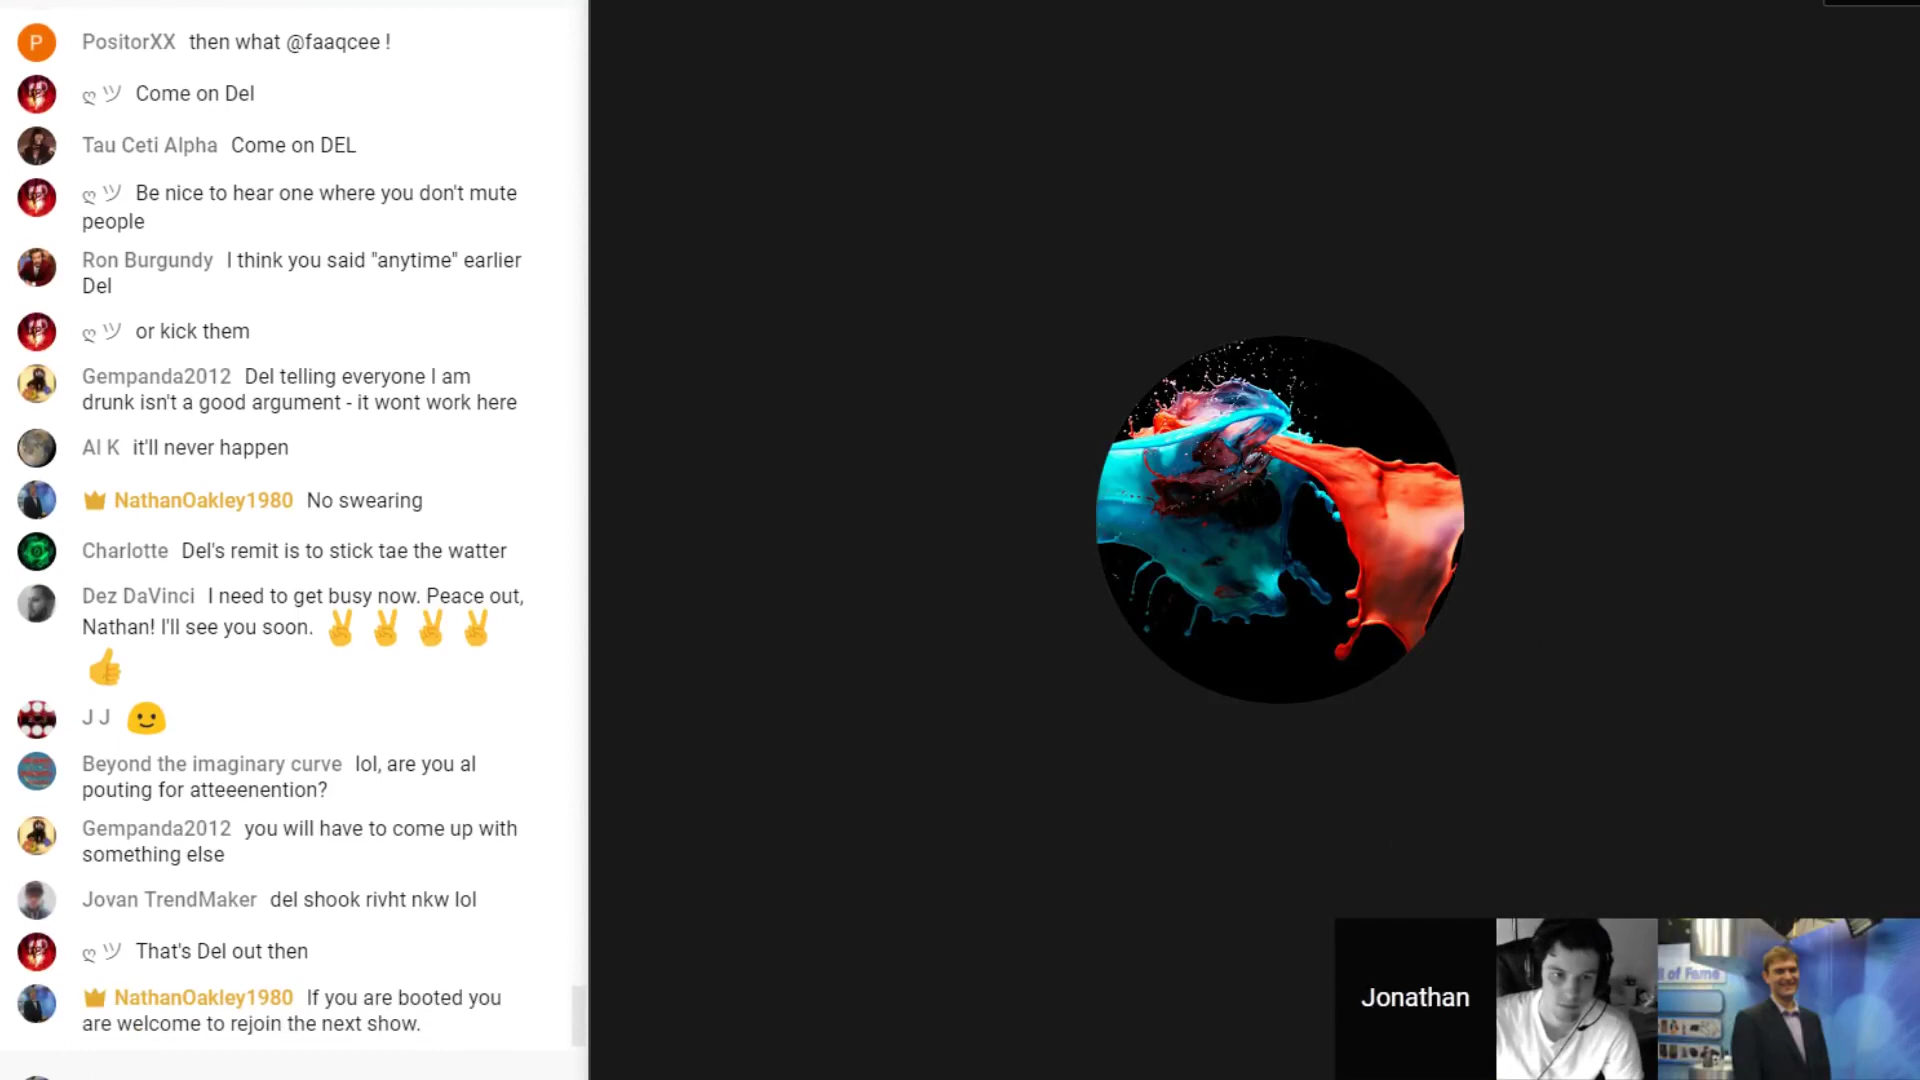 PositorXX then what @faaqcee !
ღ ツ Come on Del
Tau Ceti Alpha Come on DEL
ღ ツ Be nice to hear one where you don't mute
people
Ron Burgundy I think you said "anytime" earlier
Del
ღ ツ or kick them
Gempanda2012 Del telling everyone I am
drunk isn't a good argument - it wont work here
Al K it'll never happen
NathanOakley1980 No swearing
Charlotte Del's remit is to stick tae the watter
Dez DaVinci I need to get busy now. Peace out,
Nathan! I'll see you soon. ✌ ✌ ✌ ✌
👍
J J 🙂
Beyond the imaginary curve lol, are you al
pouting for atteeenention?
Gempanda2012 you will have to come up with
something else
Jovan TrendMaker del shook rivht nkw lol
ღ ツ That's Del out then
NathanOakley1980 If you are booted you
are welcome to rejoin the next show.
P
Jonathan
l of Fame